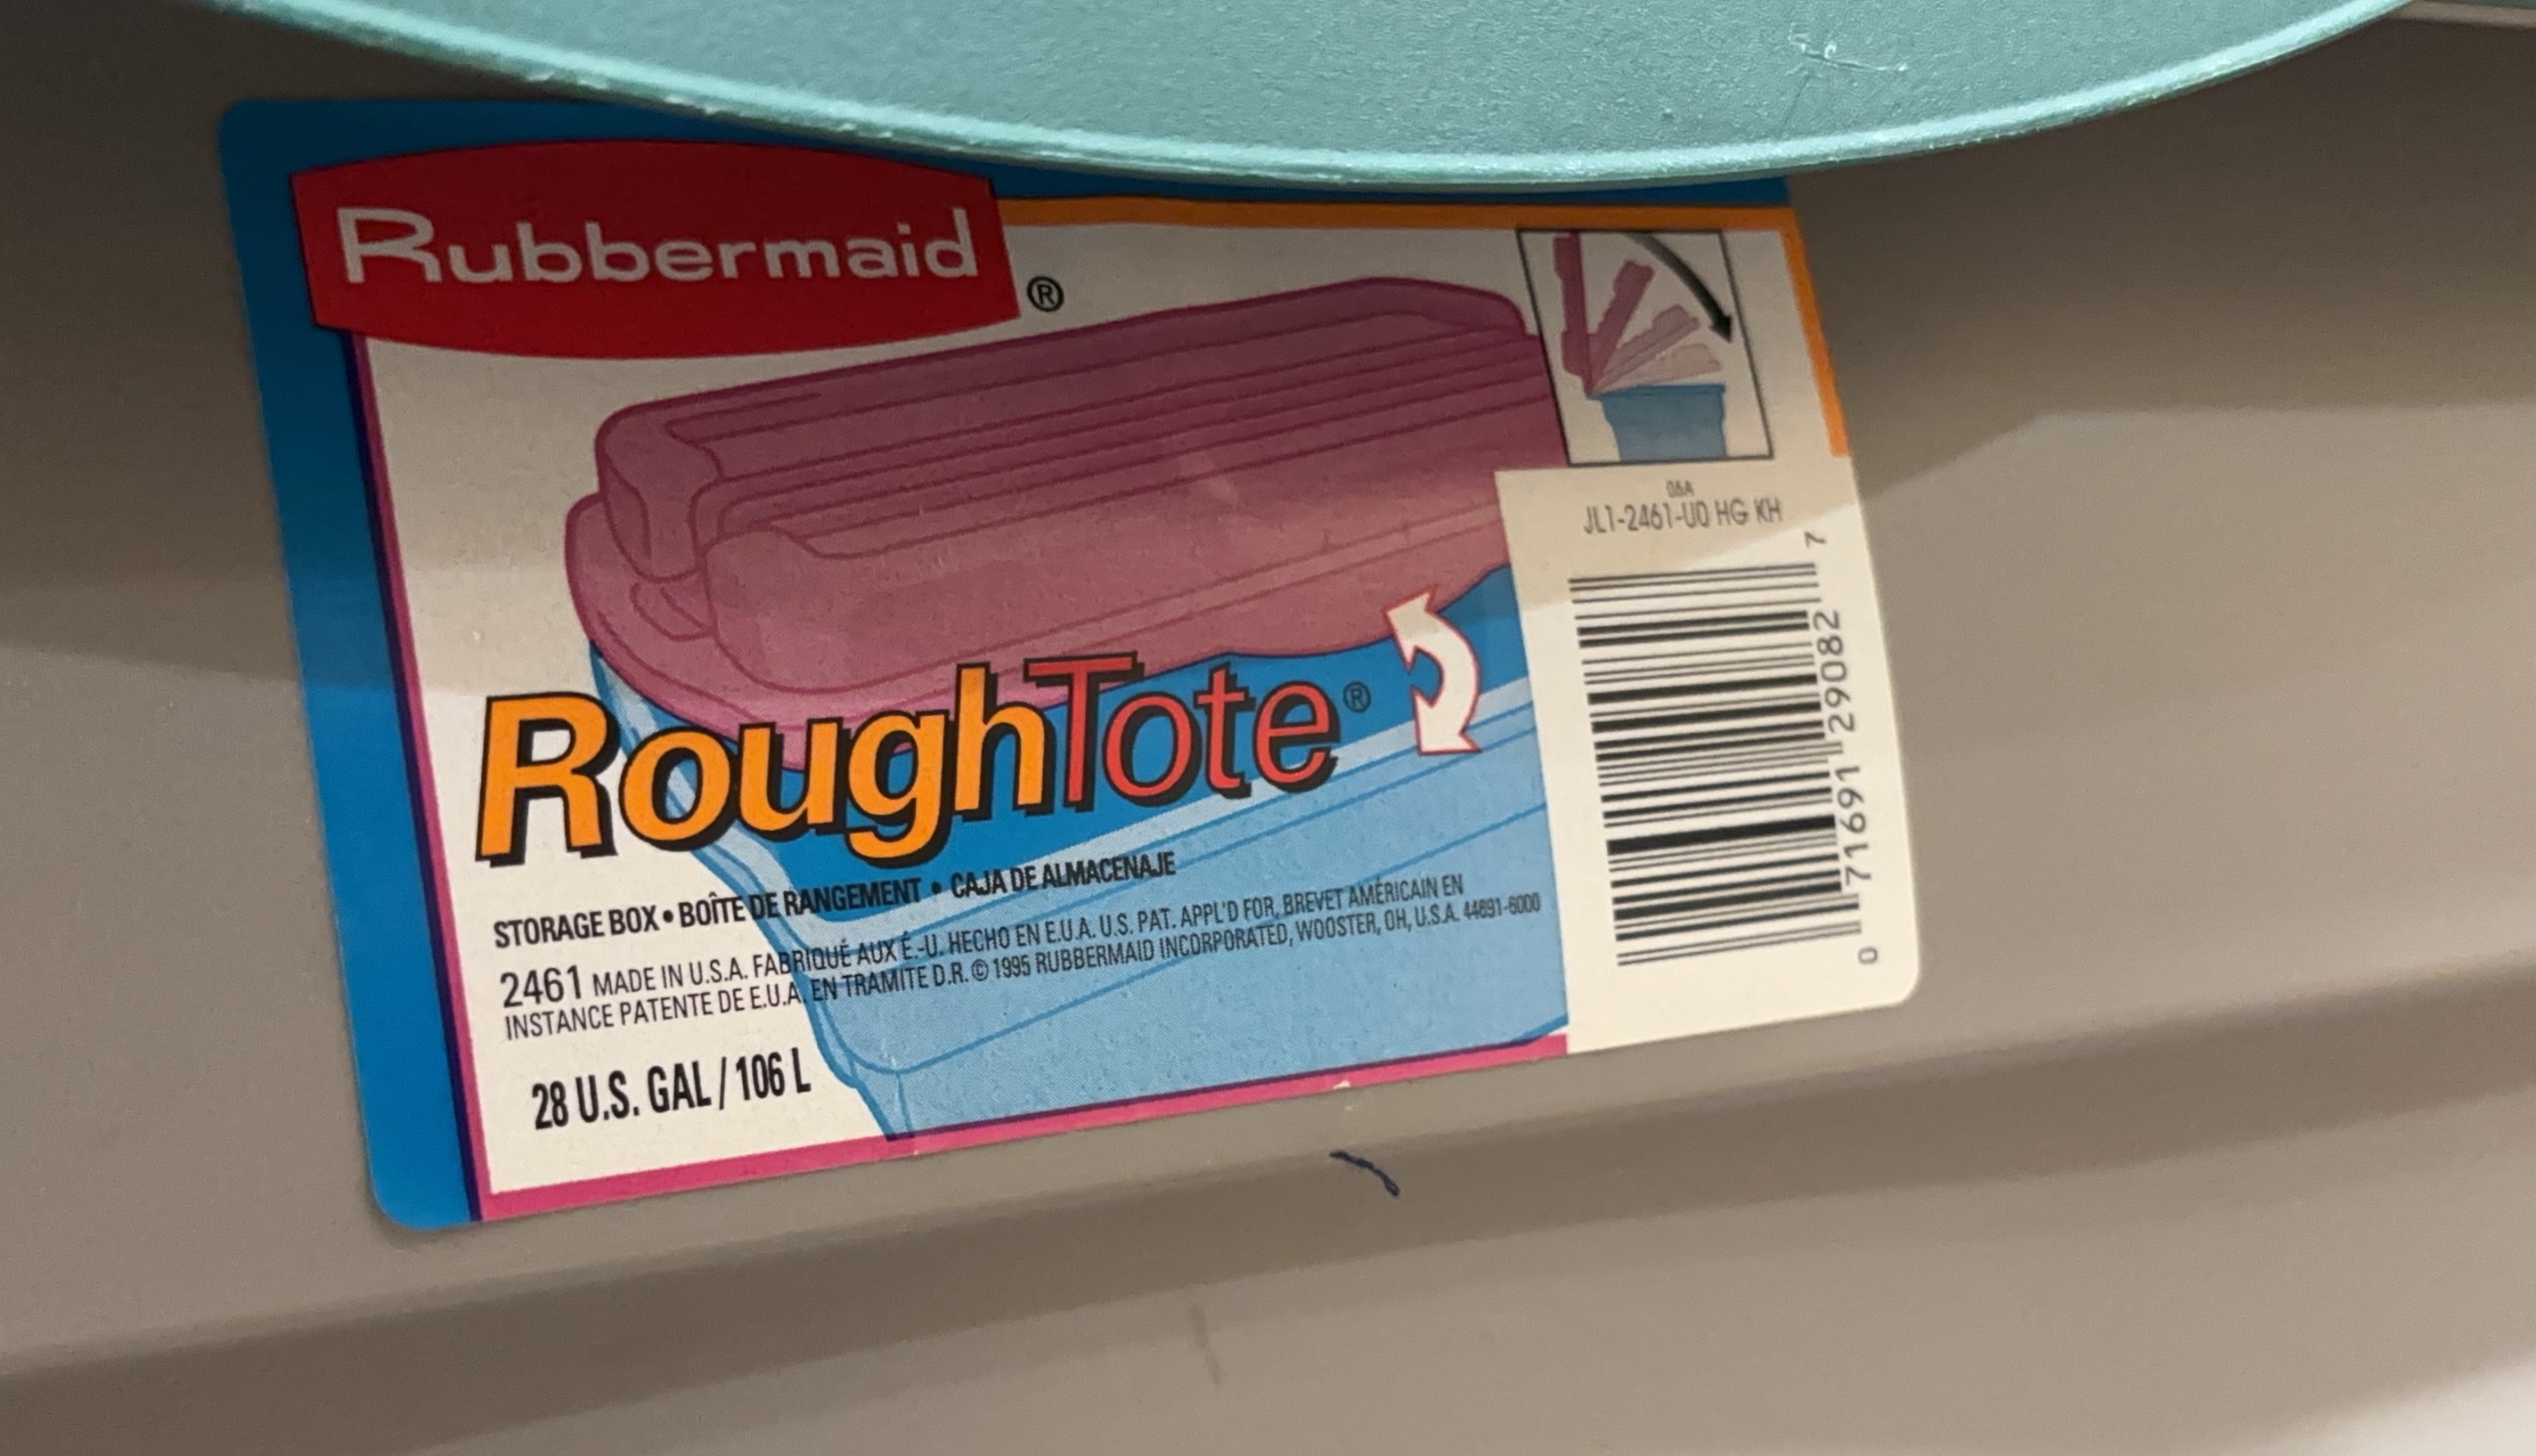 Rubbermaid®
06A
JL1-2461-U0 HG KH
RoughTote®
STORAGE BOX • BOÎTE DE RANGEMENT • CAJA DE ALMACENAJE
2461 MADE IN U.S.A. FABRIQUÉ AUX É.-U. HECHO EN E.U.A. U.S. PAT. APPL'D FOR, BREVET AMÉRICAIN EN
INSTANCE PATENTE DE E.U.A. EN TRAMITE D.R. © 1995 RUBBERMAID INCORPORATED, WOOSTER, OH, U.S.A. 44691-6000
28 U.S. GAL / 106 L
0 71691 29082 7